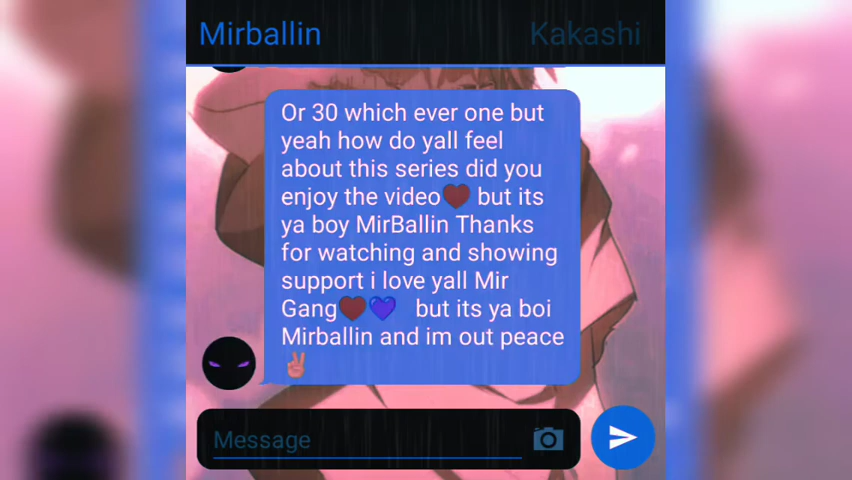 Mirballin Kakashi
Or 30 which ever one but
yeah how do yall feel
about this series did you
enjoy the video❤️ but its
ya boy MirBallin Thanks
for watching and showing
support i love yall Mir
Gang❤️💙 but its ya boi
Mirballin and im out peace
✌️
Message